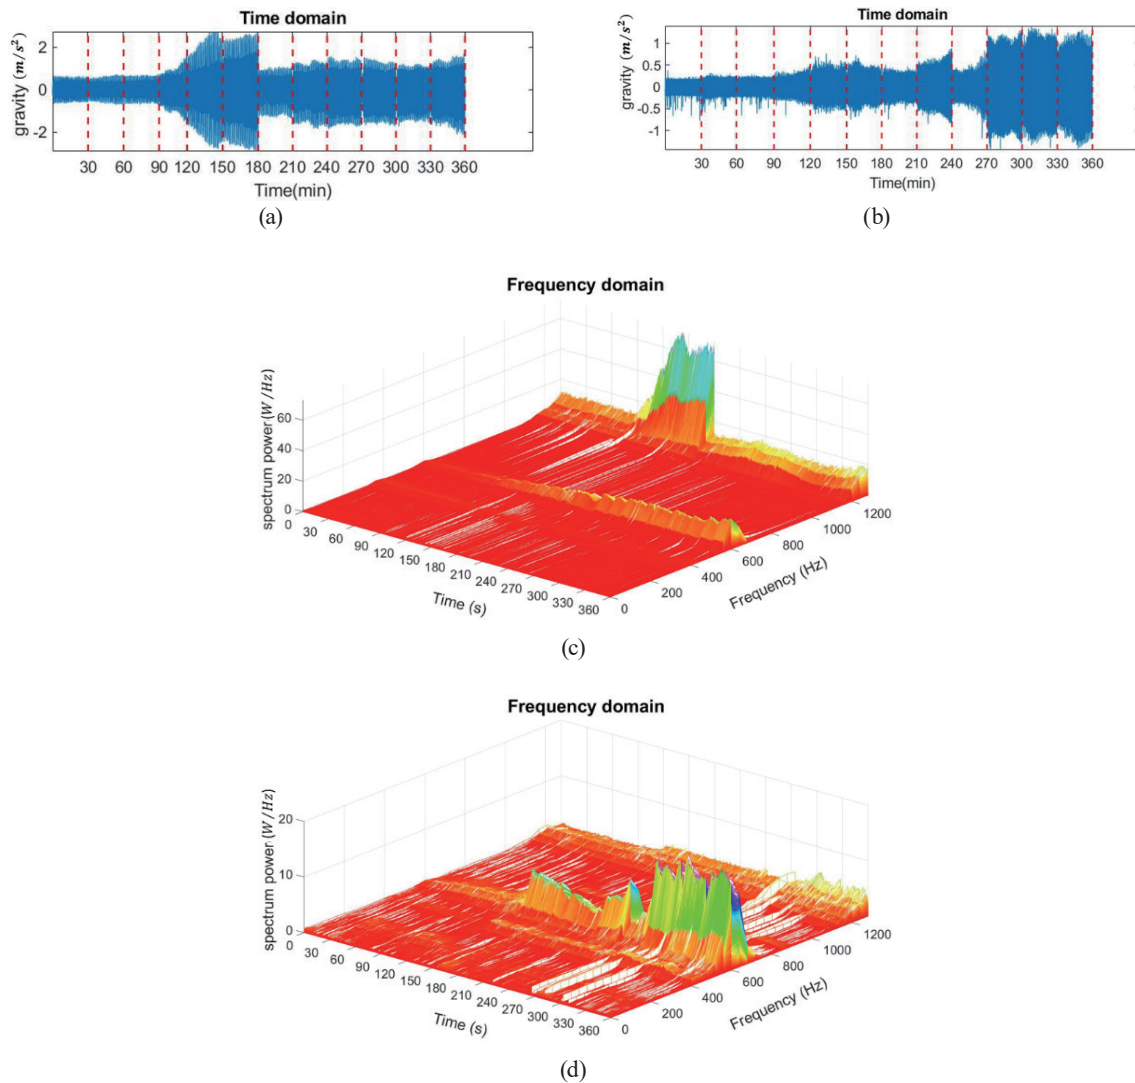 Time domain
gravity (m/s²)
2
0
-2
30 60 90 120 150 180 210 240 270 300 330 360
Time(min)
(a)
Time domain
gravity (m/s²)
1
0.5
0
-0.5
-1
30 60 90 120 150 180 210 240 270 300 330 360
Time(min)
(b)
Frequency domain
spectrum power (W/Hz)
60
40
20
0
0 30 60 90 120 150 180 210 240 270 300 330 360
Time (s)
0 200 400 600 800 1000 1200
Frequency (Hz)
(c)
Frequency domain
spectrum power (W/Hz)
20
10
0
0 30 60 90 120 150 180 210 240 270 300 330 360
Time (s)
0 200 400 600 800 1000 1200
Frequency (Hz)
(d)